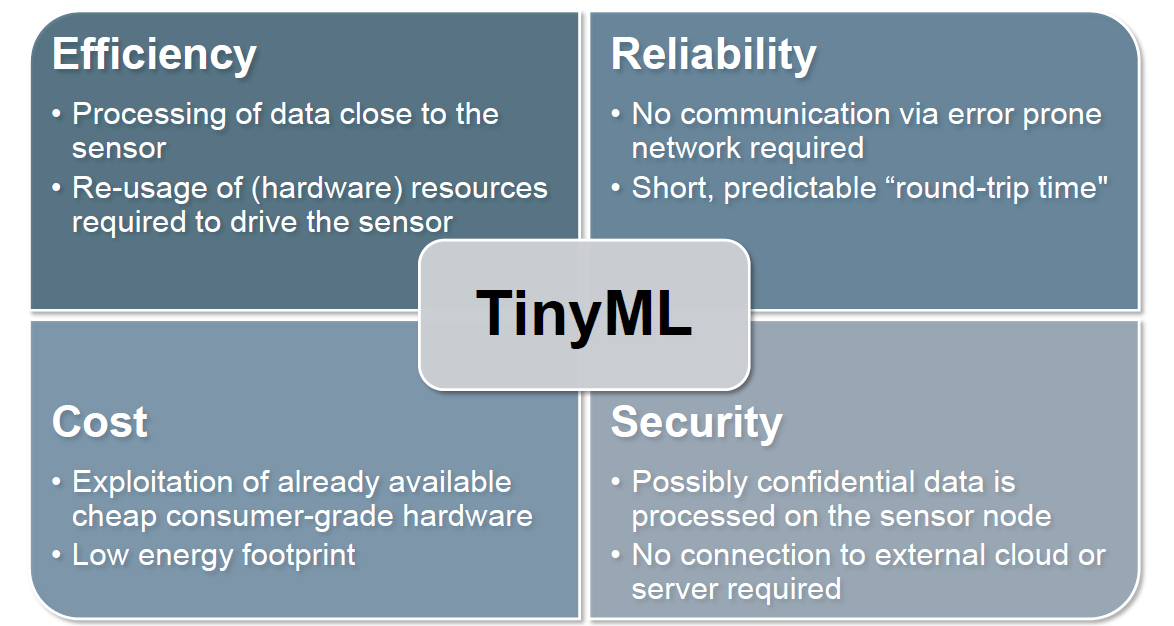 Efficiency
• Processing of data close to the
sensor
• Re-usage of (hardware) resources
required to drive the sensor
Reliability
• No communication via error prone
network required
• Short, predictable “round-trip time"
TinyML
Cost
• Exploitation of already available
cheap consumer-grade hardware
• Low energy footprint
Security
• Possibly confidential data is
processed on the sensor node
• No connection to external cloud or
server required